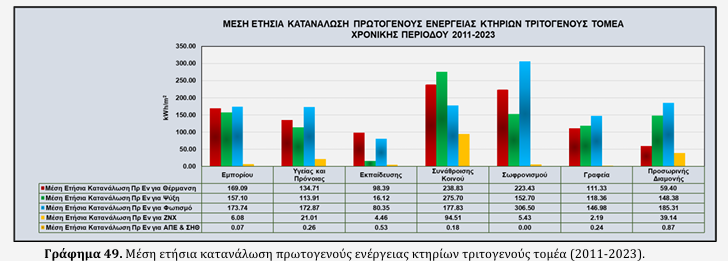 ΜΕΣΗ ΕΤΗΣΙΑ ΚΑΤΑΝΑΛΩΣΗ ΠΡΩΤΟΓΕΝΟΥΣ ΕΝΕΡΓΕΙΑΣ ΚΤΗΡΙΩΝ ΤΡΙΤΟΓΕΝΟΥΣ ΤΟΜΕΑ
ΧΡΟΝΙΚΗΣ ΠΕΡΙΟΔΟΥ 2011-2023
kWh/m²
350.00
300.00
250.00
200.00
150.00
100.00
50.00
0.00
Εμπορίου Υγείας και Πρόνοιας Εκπαίδευσης Συνάθροισης Κοινού Σωφρονισμού Γραφεία Προσωρινής Διαμονής
Μέση Ετήσια Κατανάλωση Πρ Εν για Θέρμανση 169.09 134.71 98.39 238.83 223.43 111.33 59.40
Μέση Ετήσια Κατανάλωση Πρ Εν για Ψύξη 157.10 113.91 16.12 275.70 152.70 118.36 148.38
Μέση Ετήσια Κατανάλωση Πρ Εν για Φωτισμό 173.74 172.87 80.35 177.83 306.50 146.98 185.31
Μέση Ετήσια Κατανάλωση Πρ Εν για ΖΝΧ 6.08 21.01 4.46 94.51 5.43 2.19 39.14
Μέση Ετήσια Κατανάλωση Πρ Εν για ΑΠΕ & ΣΗΘ 0.07 0.26 0.53 0.18 0.00 0.24 0.87
Γράφημα 49. Μέση ετήσια κατανάλωση πρωτογενούς ενέργειας κτηρίων τριτογενούς τομέα (2011-2023).